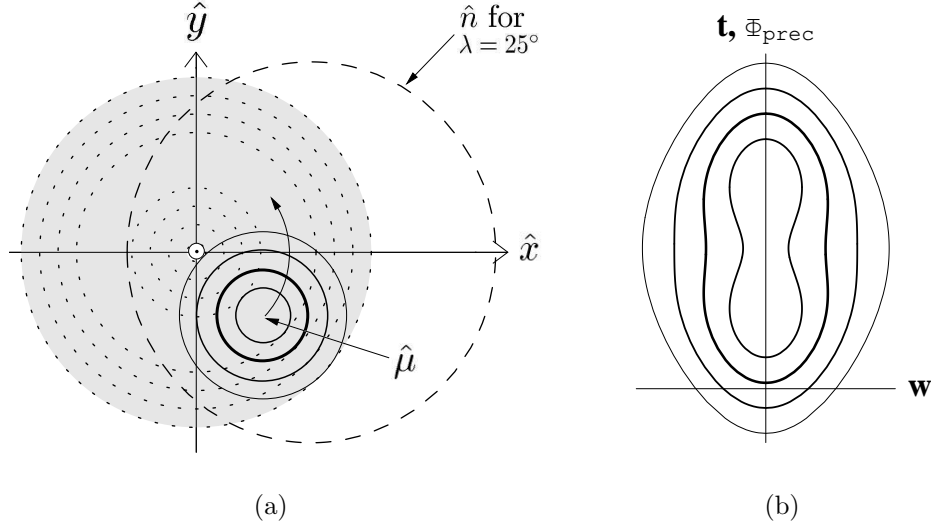 ŷ
n̂ for
λ = 25°
x̂
μ̂
(a)
t, Φprec
w
(b)